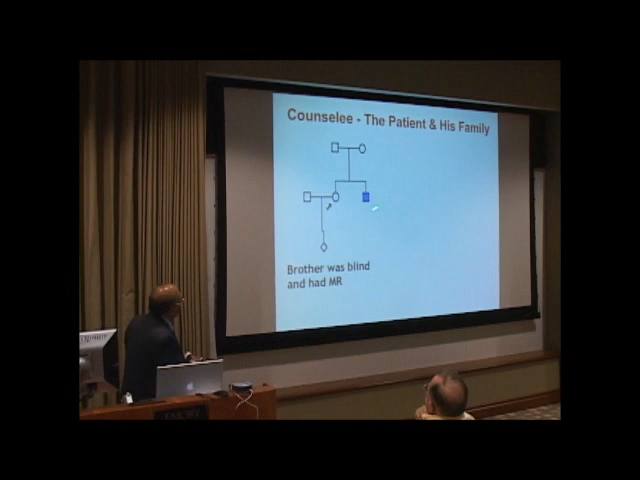 Counselee - The Patient & His Family
Brother was blind
and had MR